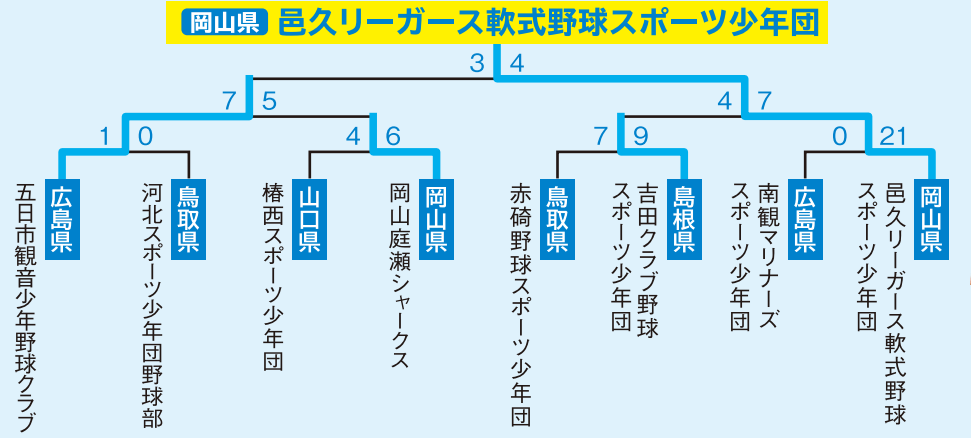 岡山県 邑久リーガース軟式野球スポーツ少年団
3 4
7 5
4 7
1 0
4 6
7 9
0 21
広島県
五日市観音少年野球クラブ
鳥取県
河北スポーツ少年団野球部
山口県
椿西スポーツ少年団
岡山県
岡山庭瀬シャークス
鳥取県
赤碕野球スポーツ少年団
島根県
吉田クラブ野球
スポーツ少年団
広島県
南観マリナーズ
スポーツ少年団
岡山県
邑久リーガース軟式野球
スポーツ少年団